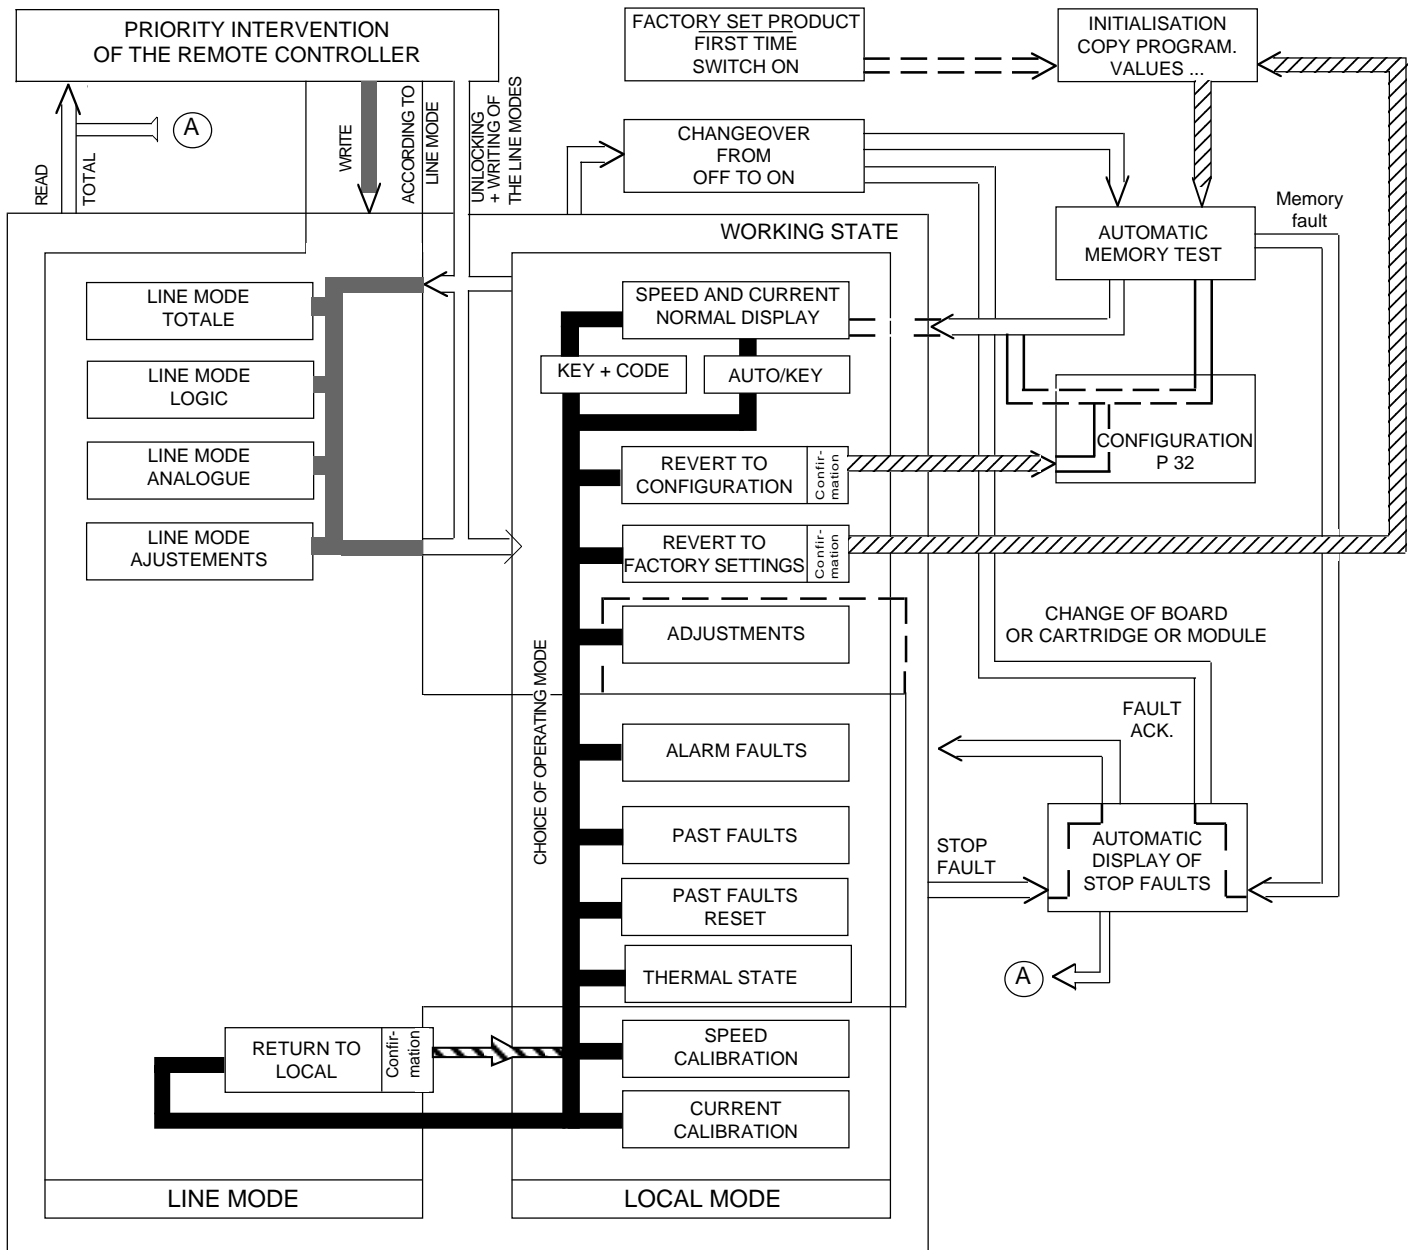 PRIORITY INTERVENTION
OF THE REMOTE CONTROLLER
FACTORY SET PRODUCT
FIRST TIME
SWITCH ON
INITIALISATION
COPY PROGRAM.
VALUES ...
READ
TOTAL
A
WRITE
ACCORDING TO
LINE MODE
UNLOCKING
+ WRITING OF
THE LINE MODES
CHANGEOVER
FROM
OFF TO ON
Memory
fault
WORKING STATE
AUTOMATIC
MEMORY TEST
LINE MODE
TOTALE
LINE MODE
LOGIC
LINE MODE
ANALOGUE
LINE MODE
AJUSTEMENTS
SPEED AND CURRENT
NORMAL DISPLAY
KEY + CODE
AUTO/KEY
REVERT TO
CONFIGURATION
Confir-
mation
CONFIGURATION
P 32
REVERT TO
FACTORY SETTINGS
Confir-
mation
ADJUSTMENTS
CHANGE OF BOARD
OR CARTRIDGE OR MODULE
CHOICE OF OPERATING MODE
FAULT
ACK.
ALARM FAULTS
PAST FAULTS
STOP
FAULT
AUTOMATIC
DISPLAY OF
STOP FAULTS
PAST FAULTS
RESET
THERMAL STATE
A
RETURN TO
LOCAL
Confir-
mation
SPEED
CALIBRATION
CURRENT
CALIBRATION
LINE MODE
LOCAL MODE